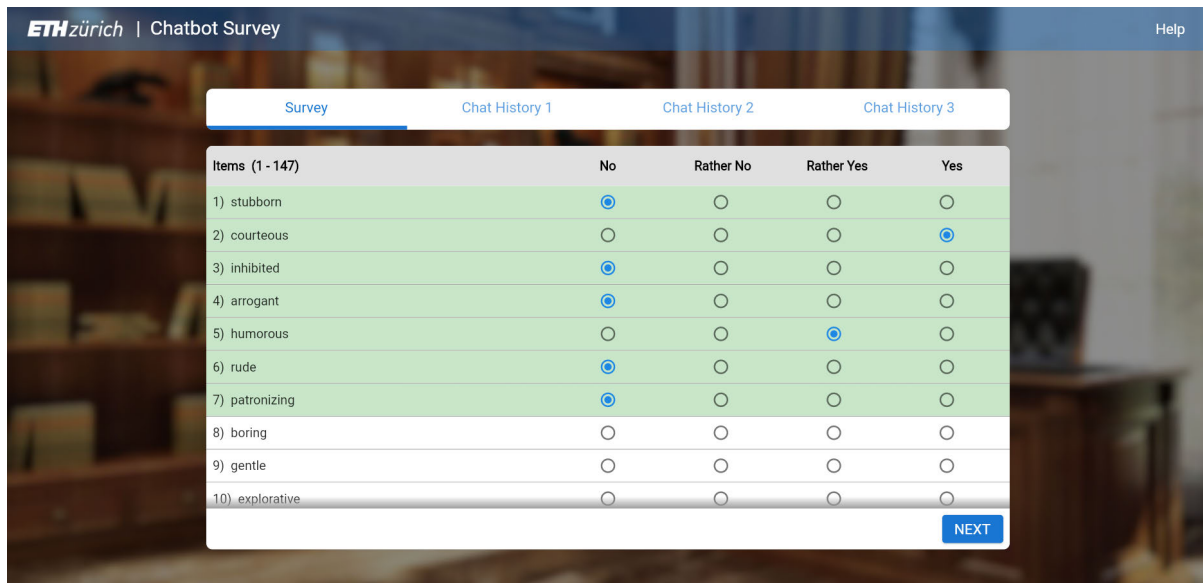 ETHzürich | Chatbot Survey
Help
Survey Chat History 1 Chat History 2 Chat History 3
Items (1 - 147) No Rather No Rather Yes Yes
1) stubborn
2) courteous
3) inhibited
4) arrogant
5) humorous
6) rude
7) patronizing
8) boring
9) gentle
10) explorative
NEXT